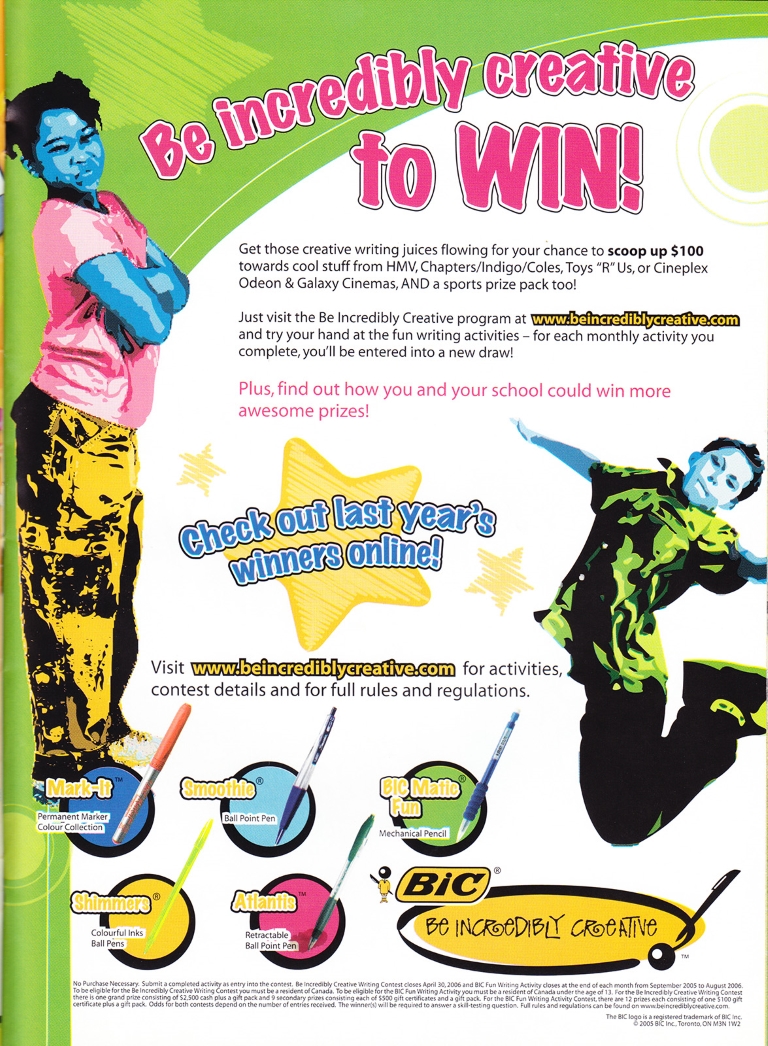 Be incredibly creative
to WIN!
Get those creative writing juices flowing for your chance to scoop up $100
towards cool stuff from HMV, Chapters/Indigo/Coles, Toys "R" Us, or Cineplex
Odeon & Galaxy Cinemas, AND a sports prize pack too!
Just visit the Be Incredibly Creative program at www.beincrediblycreative.com
and try your hand at the fun writing activities – for each monthly activity you
complete, you'll be entered into a new draw!
Plus, find out how you and your school could win more
awesome prizes!
Check out last year's
winners online!
Visit www.beincrediblycreative.com for activities,
contest details and for full rules and regulations.
Mark-It™
Permanent Marker
Colour Collection
Smoothie®
Ball Point Pen
BIC Matic®
Fun
Mechanical Pencil
Shimmers®
Colourful Inks
Ball Pens
Atlantis™
Retractable
Ball Point Pen
BiC®
BE INCREDIBLY CREATIVE
™
No Purchase Necessary. Submit a completed activity as entry into the contest. Be Incredibly Creative Writing Contest closes April 30, 2006 and BIC Fun Writing Activity closes at the end of each month from September 2005 to August 2006.
To be eligible for the Be Incredibly Creative Writing Contest you must be a resident of Canada. To be eligible for the BIC Fun Writing Activity you must be a resident of Canada under the age of 13. For the Be Incredibly Creative Writing Contest
there is one grand prize consisting of $2,500 cash plus a gift pack and 9 secondary prizes consisting each of $500 gift certificates and a gift pack. For the BIC Fun Writing Activity Contest, there are 12 prizes each consisting of one $100 gift
certificate plus a gift pack. Odds for both contests depend on the number of entries received. The winner(s) will be required to answer a skill-testing question. Full rules and regulations can be found on www.beincrediblycreative.com.
The BIC logo is a registered trademark of BIC Inc.
© 2005 BIC Inc., Toronto, ON M3N 1W2